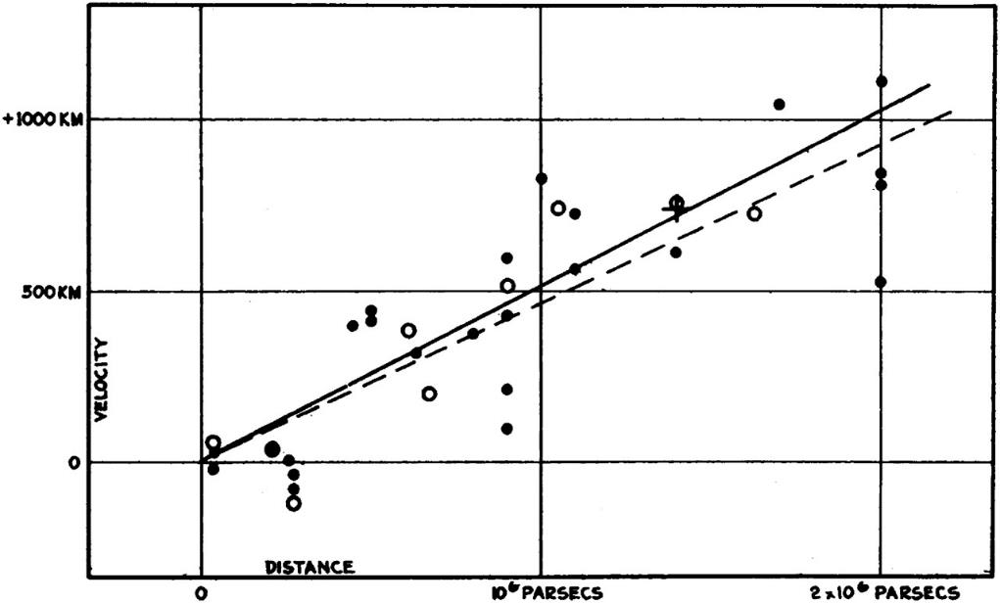 +1000 KM
500 KM
0
VELOCITY
DISTANCE
0
10⁶ PARSECS
2 x 10⁶ PARSECS